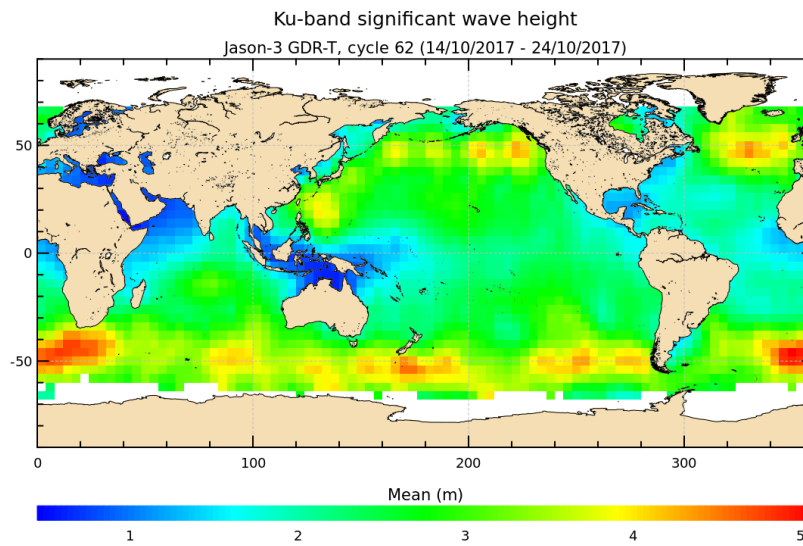 Ku-band significant wave height
Jason-3 GDR-T, cycle 62 (14/10/2017 - 24/10/2017)
50
0
-50
0 100 200 300
Mean (m)
1 2 3 4 5